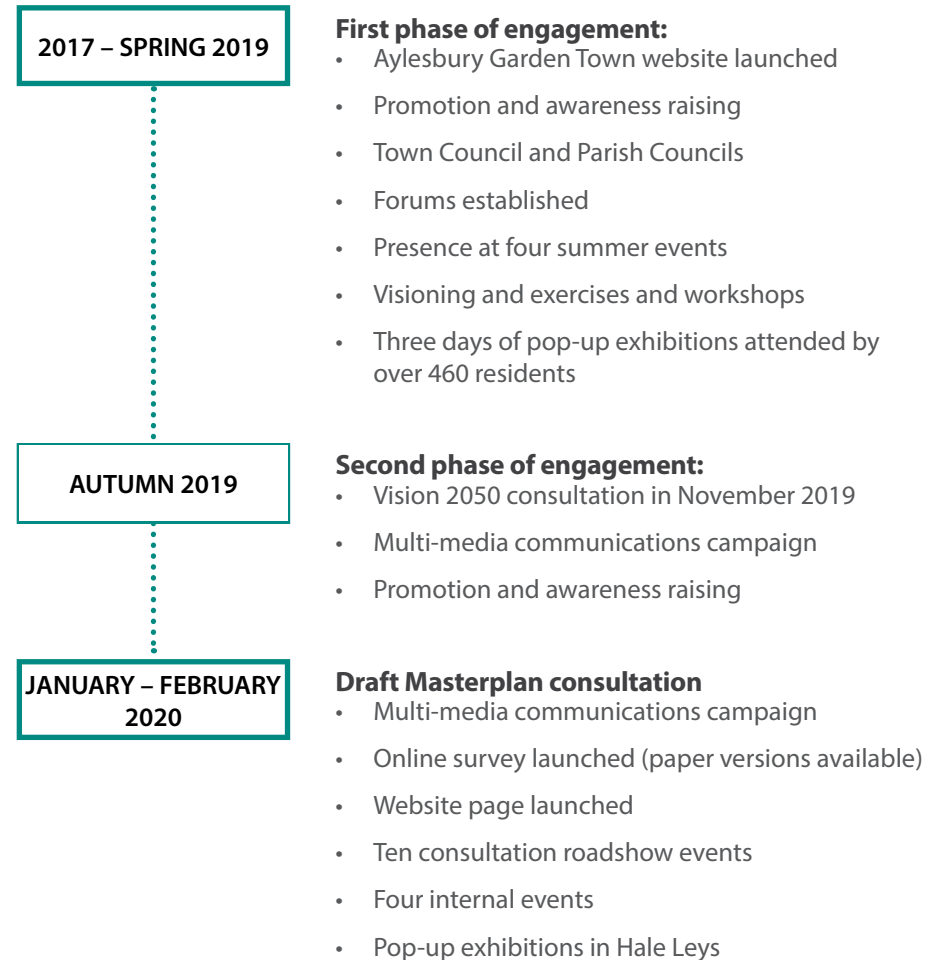 2017 – SPRING 2019
First phase of engagement:
• Aylesbury Garden Town website launched
• Promotion and awareness raising
• Town Council and Parish Councils
• Forums established
• Presence at four summer events
• Visioning and exercises and workshops
• Three days of pop-up exhibitions attended by
over 460 residents
AUTUMN 2019
Second phase of engagement:
• Vision 2050 consultation in November 2019
• Multi-media communications campaign
• Promotion and awareness raising
JANUARY – FEBRUARY
2020
Draft Masterplan consultation
• Multi-media communications campaign
• Online survey launched (paper versions available)
• Website page launched
• Ten consultation roadshow events
• Four internal events
• Pop-up exhibitions in Hale Leys